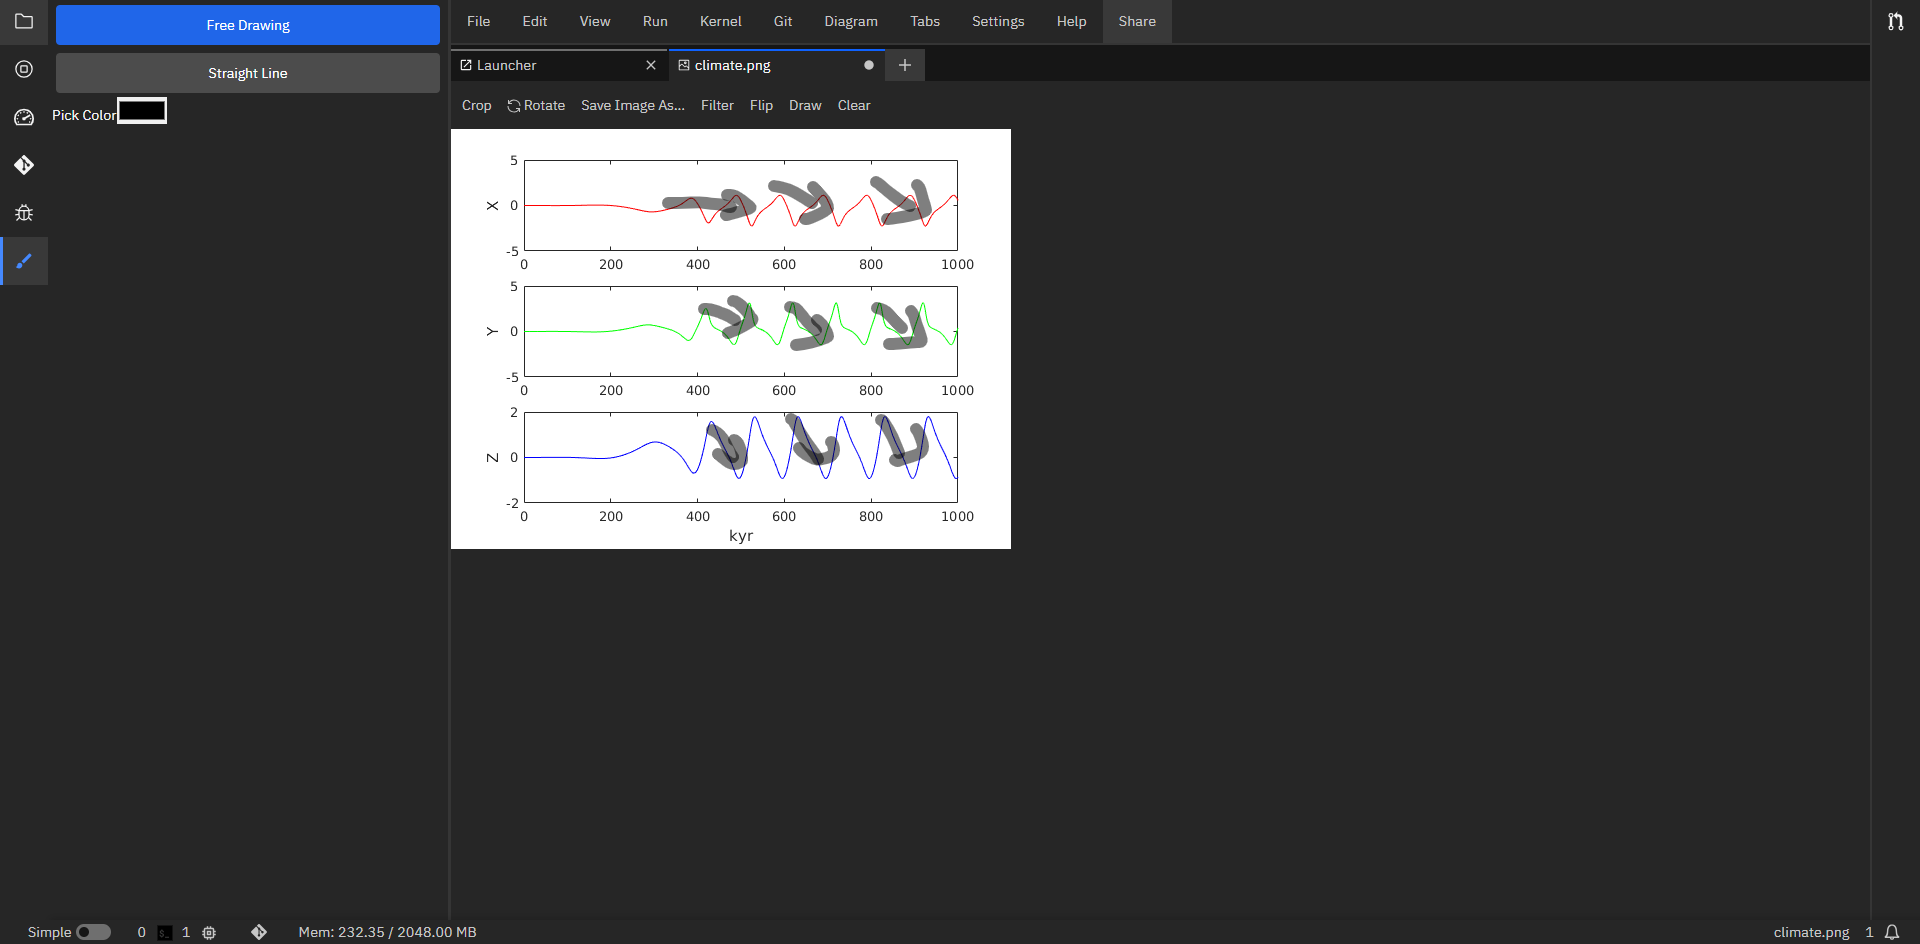 Free Drawing
Straight Line
Pick Color
File Edit View Run Kernel Git Diagram Tabs Settings Help Share
Launcher climate.png
Crop Rotate Save Image As... Filter Flip Draw Clear
5
X 0
-5
0 200 400 600 800 1000
5
Y 0
-5
0 200 400 600 800 1000
2
Z 0
-2
0 200 400 600 800 1000
kyr
Simple 0 $_ 1 Mem: 232.35 / 2048.00 MB climate.png 1